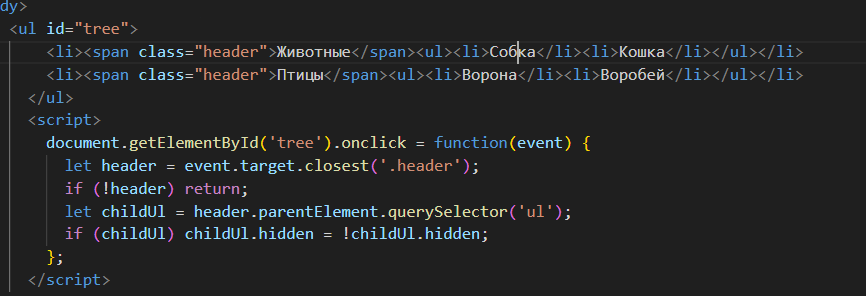 dy>
<ul id="tree">
<li><span class="header">Животные</span><ul><li>Собка</li><li>Кошка</li></ul></li>
<li><span class="header">Птицы</span><ul><li>Ворона</li><li>Воробей</li></ul></li>
</ul>
<script>
document.getElementById('tree').onclick = function(event) {
let header = event.target.closest('.header');
if (!header) return;
let childUl = header.parentElement.querySelector('ul');
if (childUl) childUl.hidden = !childUl.hidden;
};
</script>